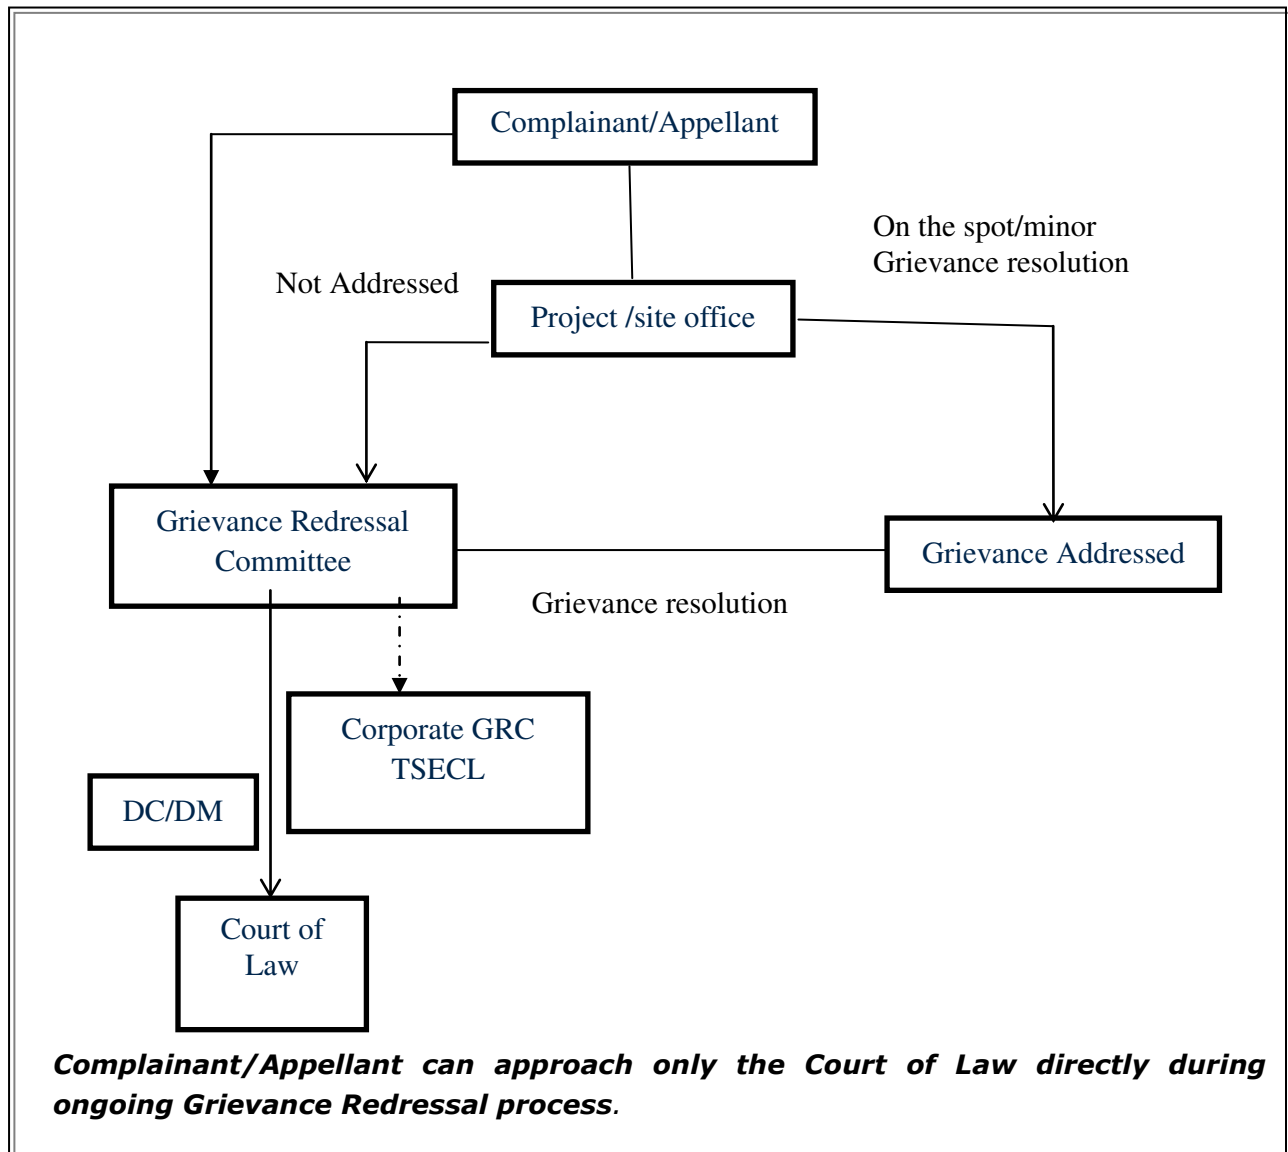 Complainant/Appellant
On the spot/minor
Grievance resolution
Not Addressed
Project /site office
Grievance Redressal
Committee
Grievance Addressed
Grievance resolution
Corporate GRC
TSECL
DC/DM
Court of
Law
Complainant/Appellant can approach only the Court of Law directly during
ongoing Grievance Redressal process.